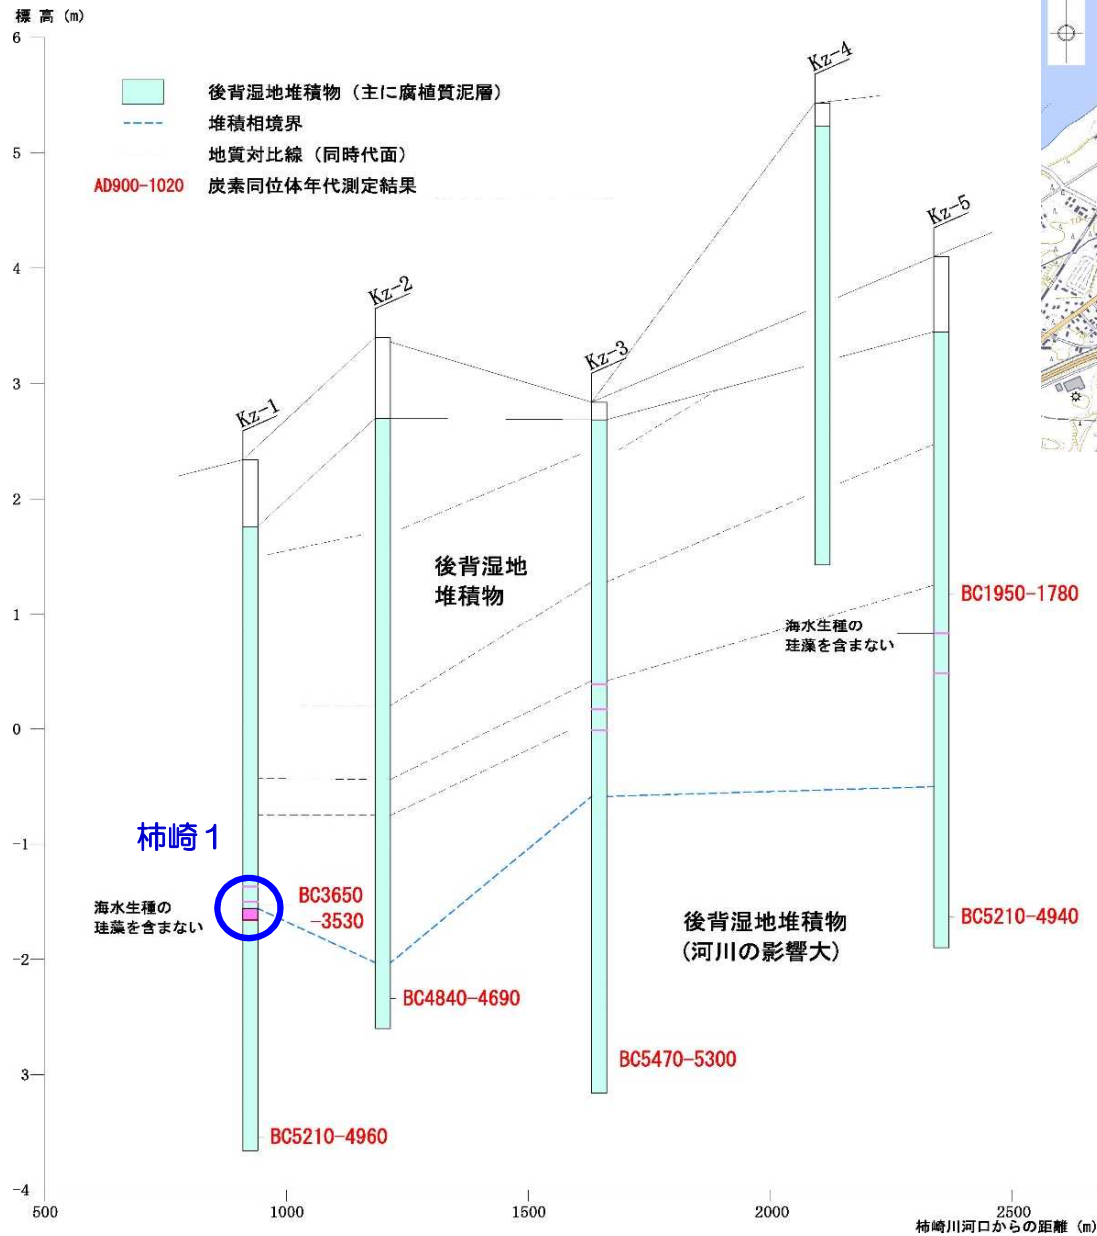 標 高 (m)
6
5
4
3
2
1
0
-1
-2
3
-4
後背湿地堆積物 (主に腐植質泥層)
堆積相境界
地質対比線 (同時代面)
AD900-1020 炭素同位体年代測定結果
Kz-1
Kz-2
Kz-3
Kz-4
Kz-5
後背湿地
堆積物
BC1950-1780
海水生種の
珪藻を含まない
柿崎1
海水生種の
珪藻を含まない
BC3650
-3530
後背湿地堆積物
(河川の影響大)
BC5210-4940
BC4840-4690
BC5470-5300
BC5210-4960
500
1000
1500
2000
2500
柿崎川河口からの距離 (m)